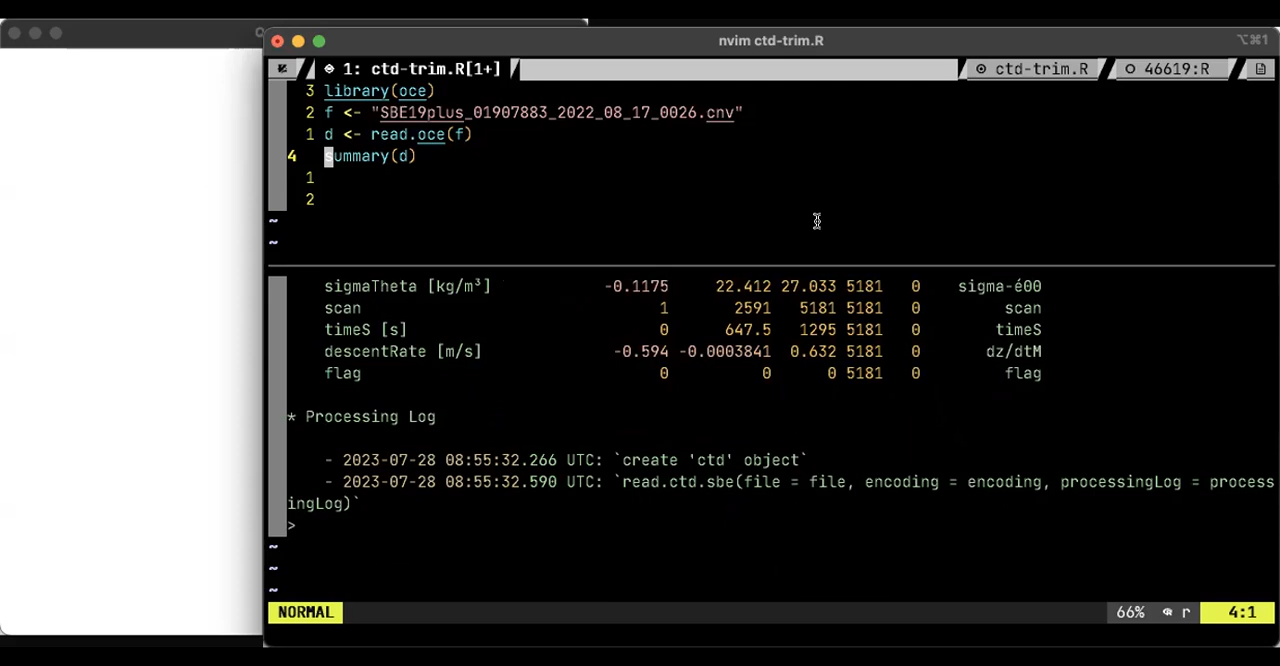 nvim ctd-trim.R
⌥⌘1
1: ctd-trim.R[1+]
ctd-trim.R
46619:R
3 library(oce)
2 f <- "SBE19plus_01907883_2022_08_17_0026.cnv"
1 d <- read.oce(f)
4 summary(d)
1
2
~
~
sigmaTheta [kg/m³] -0.1175 22.412 27.033 5181 0 sigma-é00
scan 1 2591 5181 5181 0 scan
timeS [s] 0 647.5 1295 5181 0 timeS
descentRate [m/s] -0.594 -0.0003841 0.632 5181 0 dz/dtM
flag 0 0 0 5181 0 flag
* Processing Log
- 2023-07-28 08:55:32.266 UTC: `create 'ctd' object`
- 2023-07-28 08:55:32.590 UTC: `read.ctd.sbe(file = file, encoding = encoding, processingLog = process
ingLog)`
>
~
~
~
NORMAL 66% r 4:1